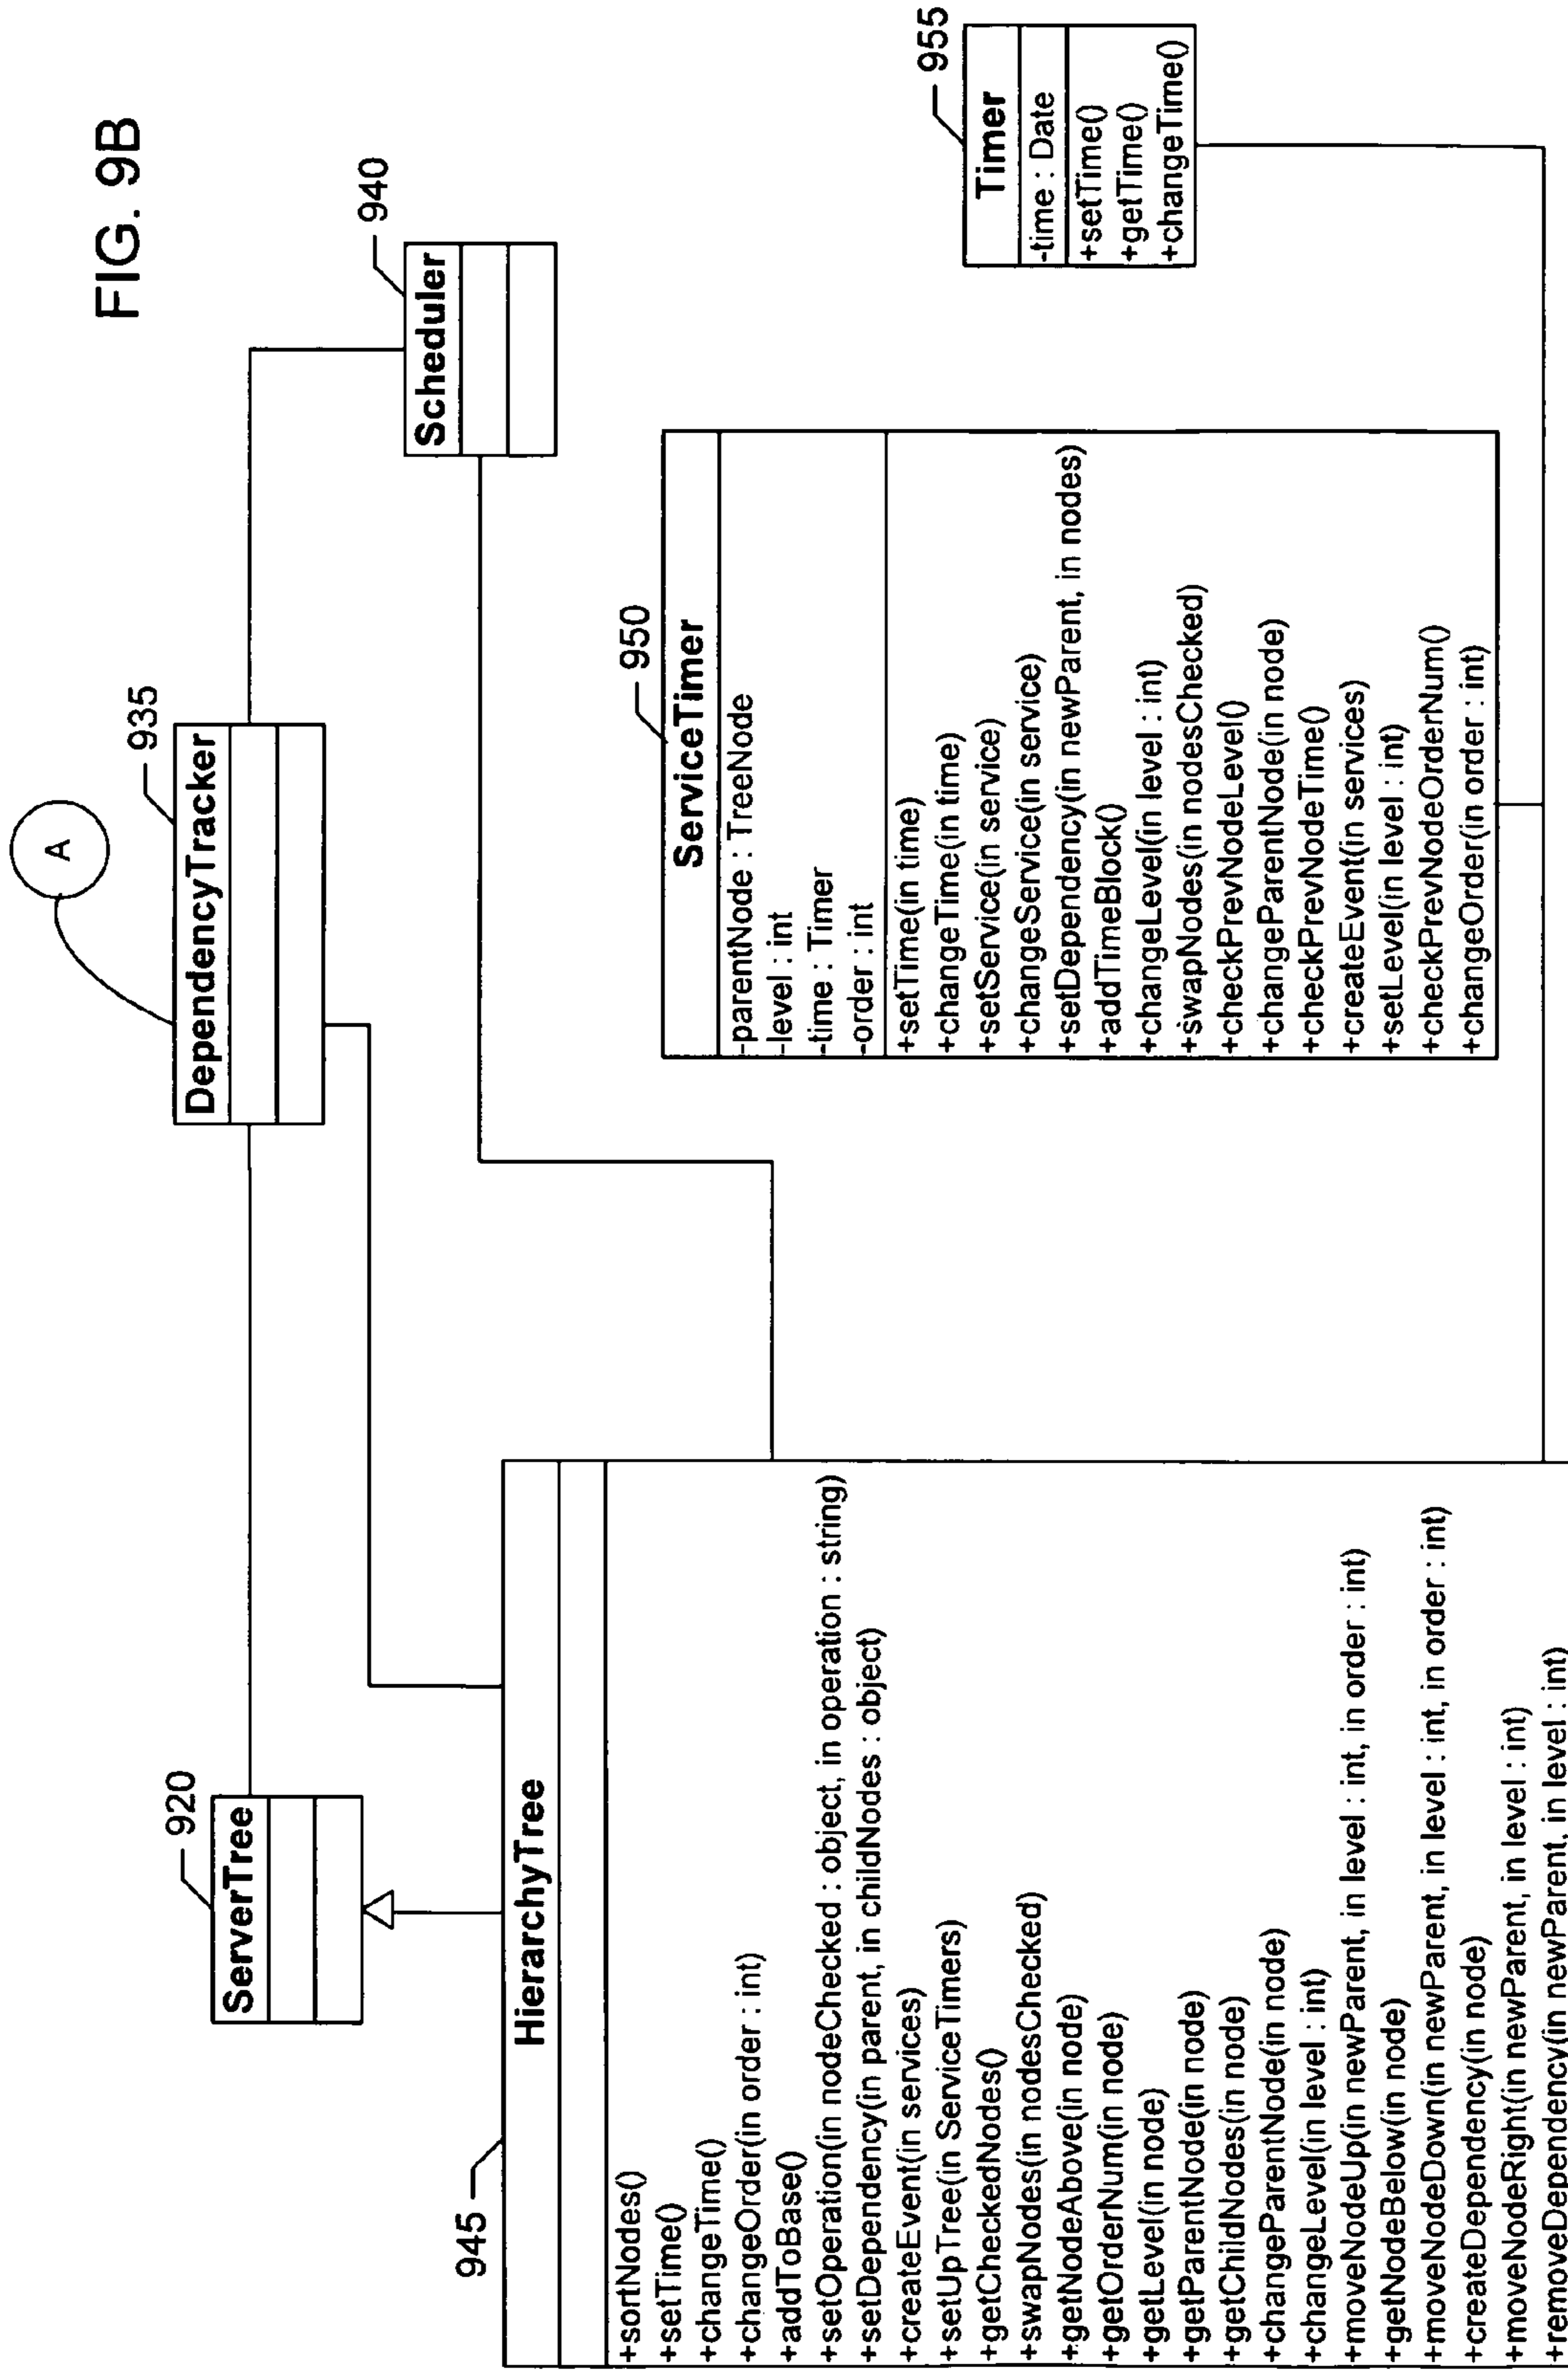 FIG. 9B
A
920
ServerTree
935
DependencyTracker
940
Scheduler
945
HierarchyTree
+sortNodes()
+setTime()
+changeTime()
+changeOrder(in order : int)
+addToBase()
+setOperation(in nodeChecked : object, in operation : string)
+setDependency(in parent, in childNodes : object)
+createEvent(in services)
+setUpTree(in ServiceTimers)
+getCheckedNodes()
+swapNodes(in nodesChecked)
+getNodeAbove(in node)
+getOrderNum(in node)
+getLevel(in node)
+getParentNode(in node)
+getChildNodes(in node)
+changeParentNode(in node)
+changeLevel(in level : int)
+moveNodeUp(in newParent, in level : int, in order : int)
+getNodeBelow(in node)
+moveNodeDown(in newParent, in level : int, in order : int)
+createDependency(in node)
+moveNodeRight(in newParent, in level : int)
+removeDependency(in newParent, in level : int)
950
ServiceTimer
-parentNode : TreeNode
-level : int
-time : Timer
-order : int
+setTime(in time)
+changeTime(in time)
+setService(in service)
+changeService(in service)
+setDependency(in newParent, in nodes)
+addTimeBlock()
+changeLevel(in level : int)
+swapNodes(in nodesChecked)
+checkPrevNodeLevel()
+changeParentNode(in node)
+checkPrevNodeTime()
+createEvent(in services)
+setLevel(in level : int)
+checkPrevNodeOrderNum()
+changeOrder(in order : int)
955
Timer
-time : Date
+setTime()
+getTime()
+changeTime()